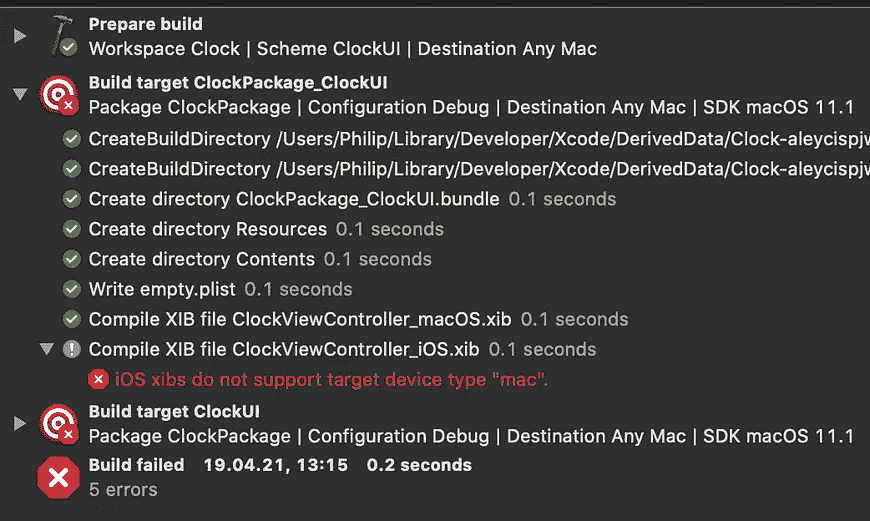 Prepare build
Workspace Clock | Scheme ClockUI | Destination Any Mac
Build target ClockPackage_ClockUI
Package ClockPackage | Configuration Debug | Destination Any Mac | SDK macOS 11.1
CreateBuildDirectory /Users/Philip/Library/Developer/Xcode/DerivedData/Clock-aleycispjw
CreateBuildDirectory /Users/Philip/Library/Developer/Xcode/DerivedData/Clock-aleycispjw
Create directory ClockPackage_ClockUI.bundle 0.1 seconds
Create directory Resources 0.1 seconds
Create directory Contents 0.1 seconds
Write empty.plist 0.1 seconds
Compile XIB file ClockViewController_macOS.xib 0.1 seconds
Compile XIB file ClockViewController_iOS.xib 0.1 seconds
iOS xibs do not support target device type "mac".
Build target ClockUI
Package ClockPackage | Configuration Debug | Destination Any Mac | SDK macOS 11.1
Build failed 19.04.21, 13:15 0.2 seconds
5 errors